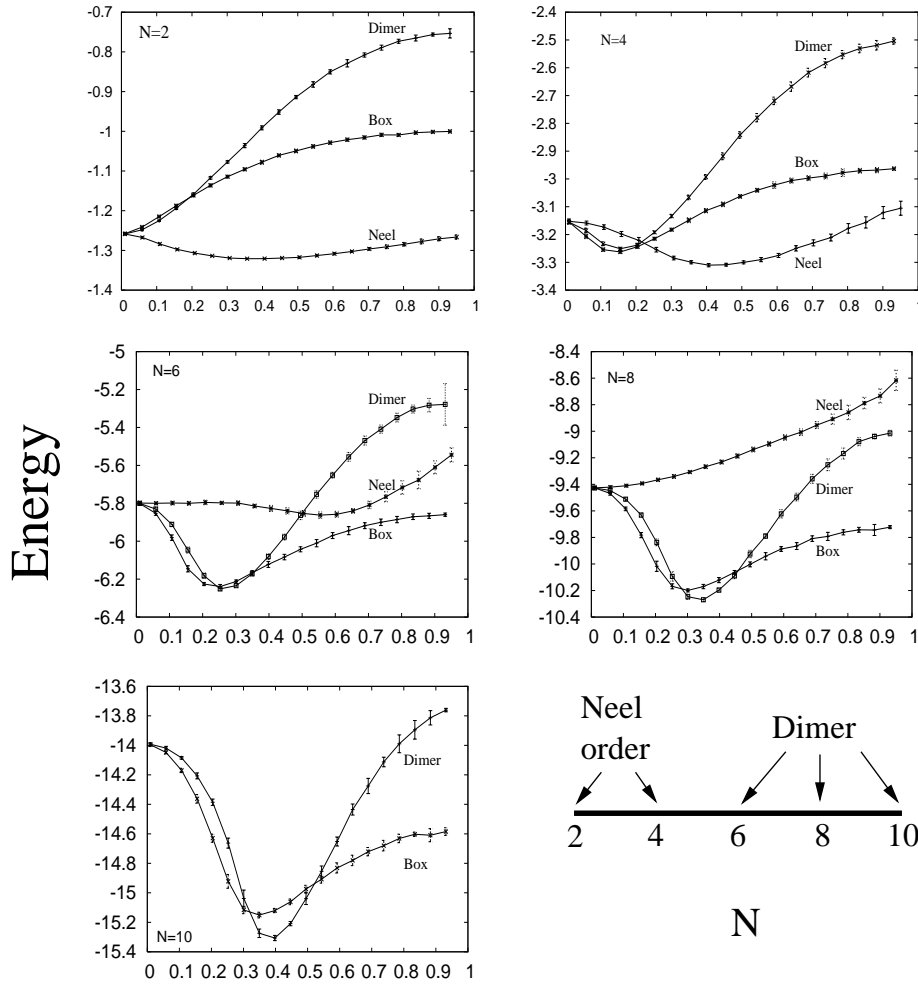 N=2
Dimer
Box
Neel
-0.7
-0.8
-0.9
-1
-1.1
-1.2
-1.3
-1.4
0 0.1 0.2 0.3 0.4 0.5 0.6 0.7 0.8 0.9 1
N=4
Dimer
Box
Neel
-2.4
-2.5
-2.6
-2.7
-2.8
-2.9
-3
-3.1
-3.2
-3.3
-3.4
0 0.1 0.2 0.3 0.4 0.5 0.6 0.7 0.8 0.9 1
Energy
N=6
Dimer
Neel
Box
-5
-5.2
-5.4
-5.6
-5.8
-6
-6.2
-6.4
0 0.1 0.2 0.3 0.4 0.5 0.6 0.7 0.8 0.9 1
N=8
Neel
Dimer
Box
-8.4
-8.6
-8.8
-9
-9.2
-9.4
-9.6
-9.8
-10
-10.2
-10.4
0 0.1 0.2 0.3 0.4 0.5 0.6 0.7 0.8 0.9 1
-13.6
-13.8
-14
-14.2
-14.4
-14.6
-14.8
-15
-15.2
-15.4
Dimer
Box
N=10
0 0.1 0.2 0.3 0.4 0.5 0.6 0.7 0.8 0.9 1
Neel
order
Dimer
2 4 6 8 10
N